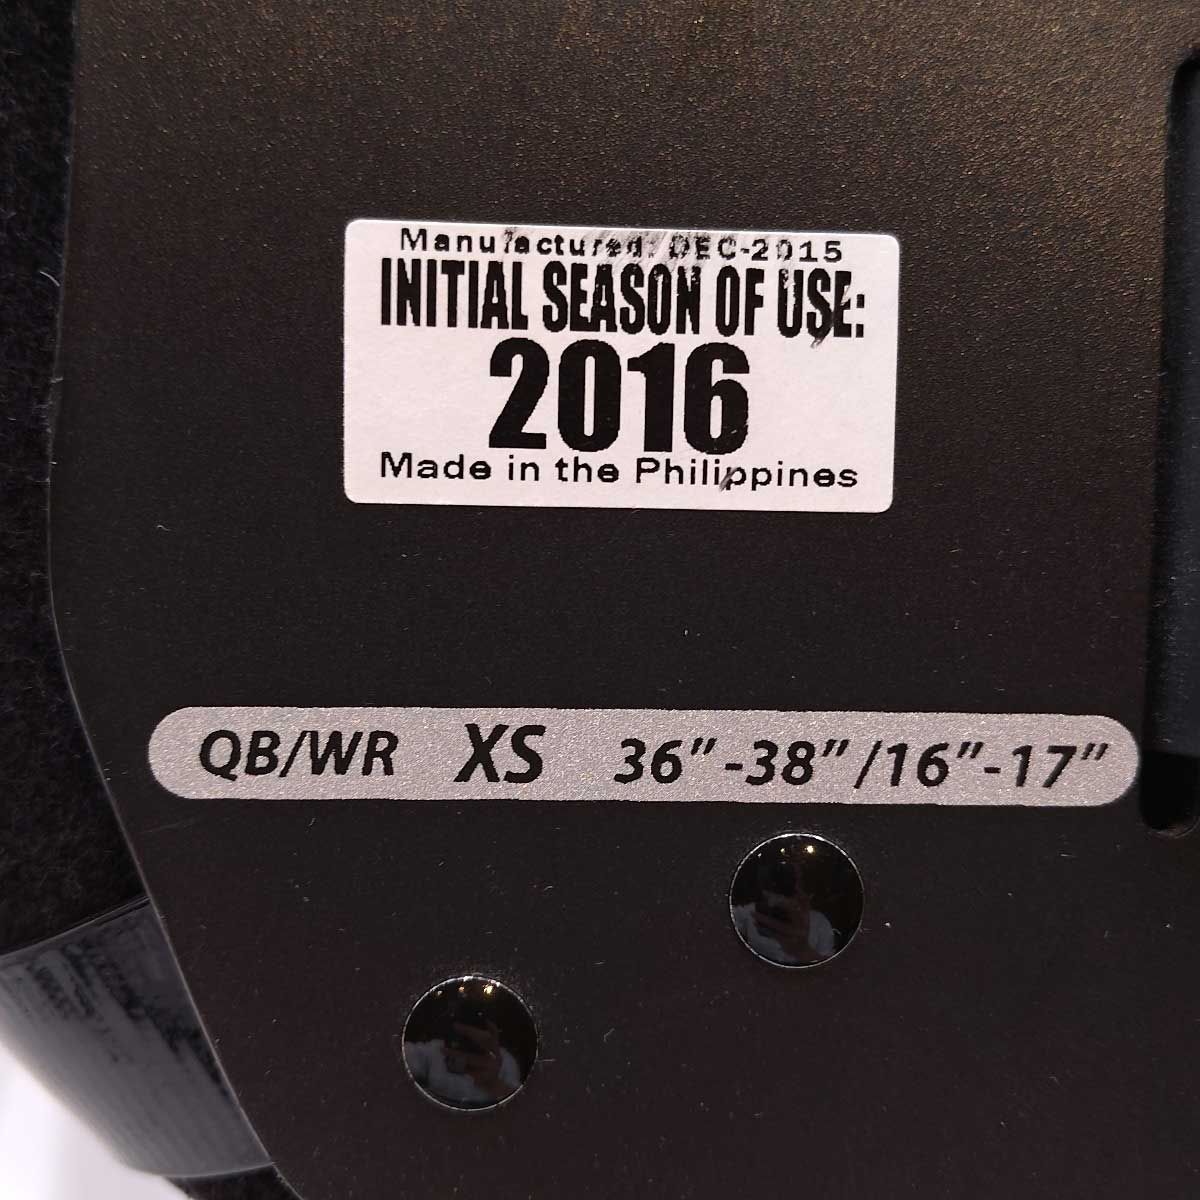 Manufactured: DEC-2015
INITIAL SEASON OF USE:
2016
Made in the Philippines
QB/WR XS 36"-38"/16"-17"